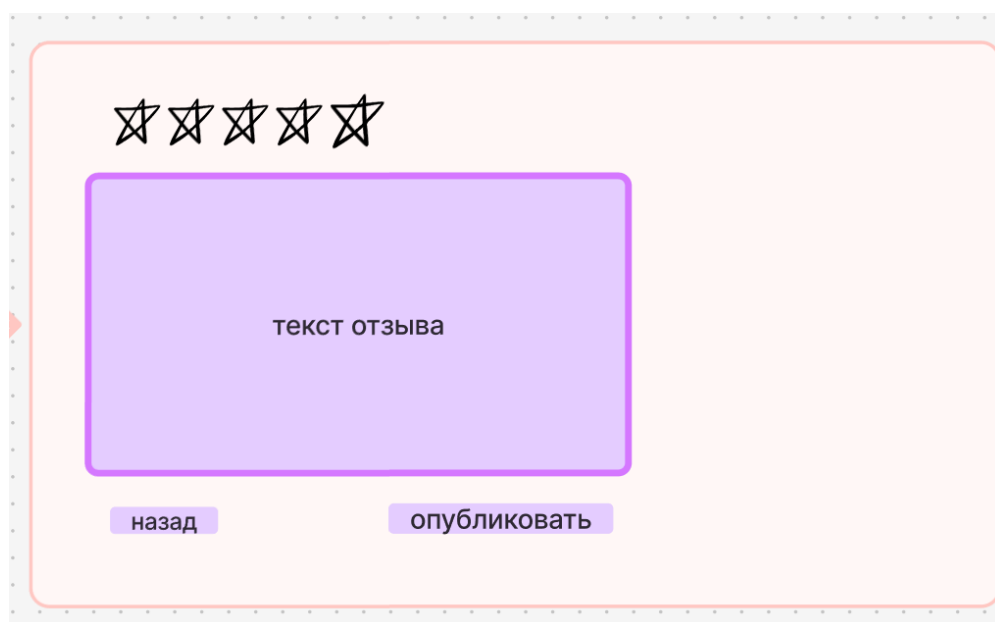 текст отзыва
назад
опубликовать